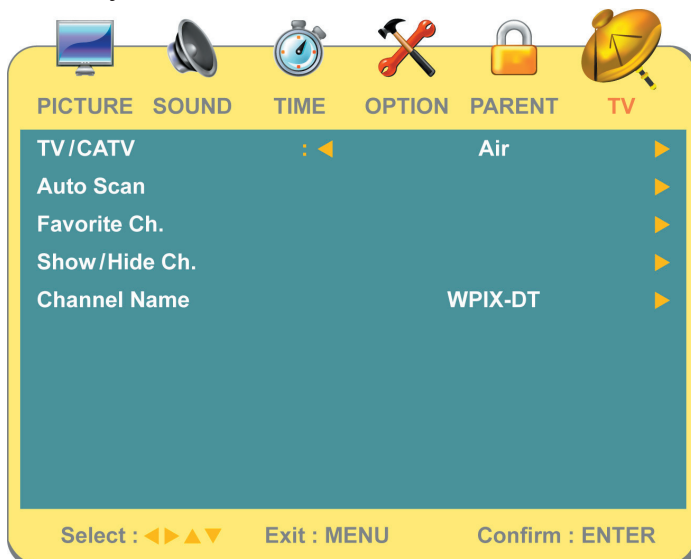 PICTURE SOUND TIME OPTION PARENT TV
TV/CATV : ◀ Air ▶
Auto Scan ▶
Favorite Ch. ▶
Show/Hide Ch. ▶
Channel Name WPIX-DT ▶
Select : ◀▶▲▼ Exit : MENU Confirm : ENTER